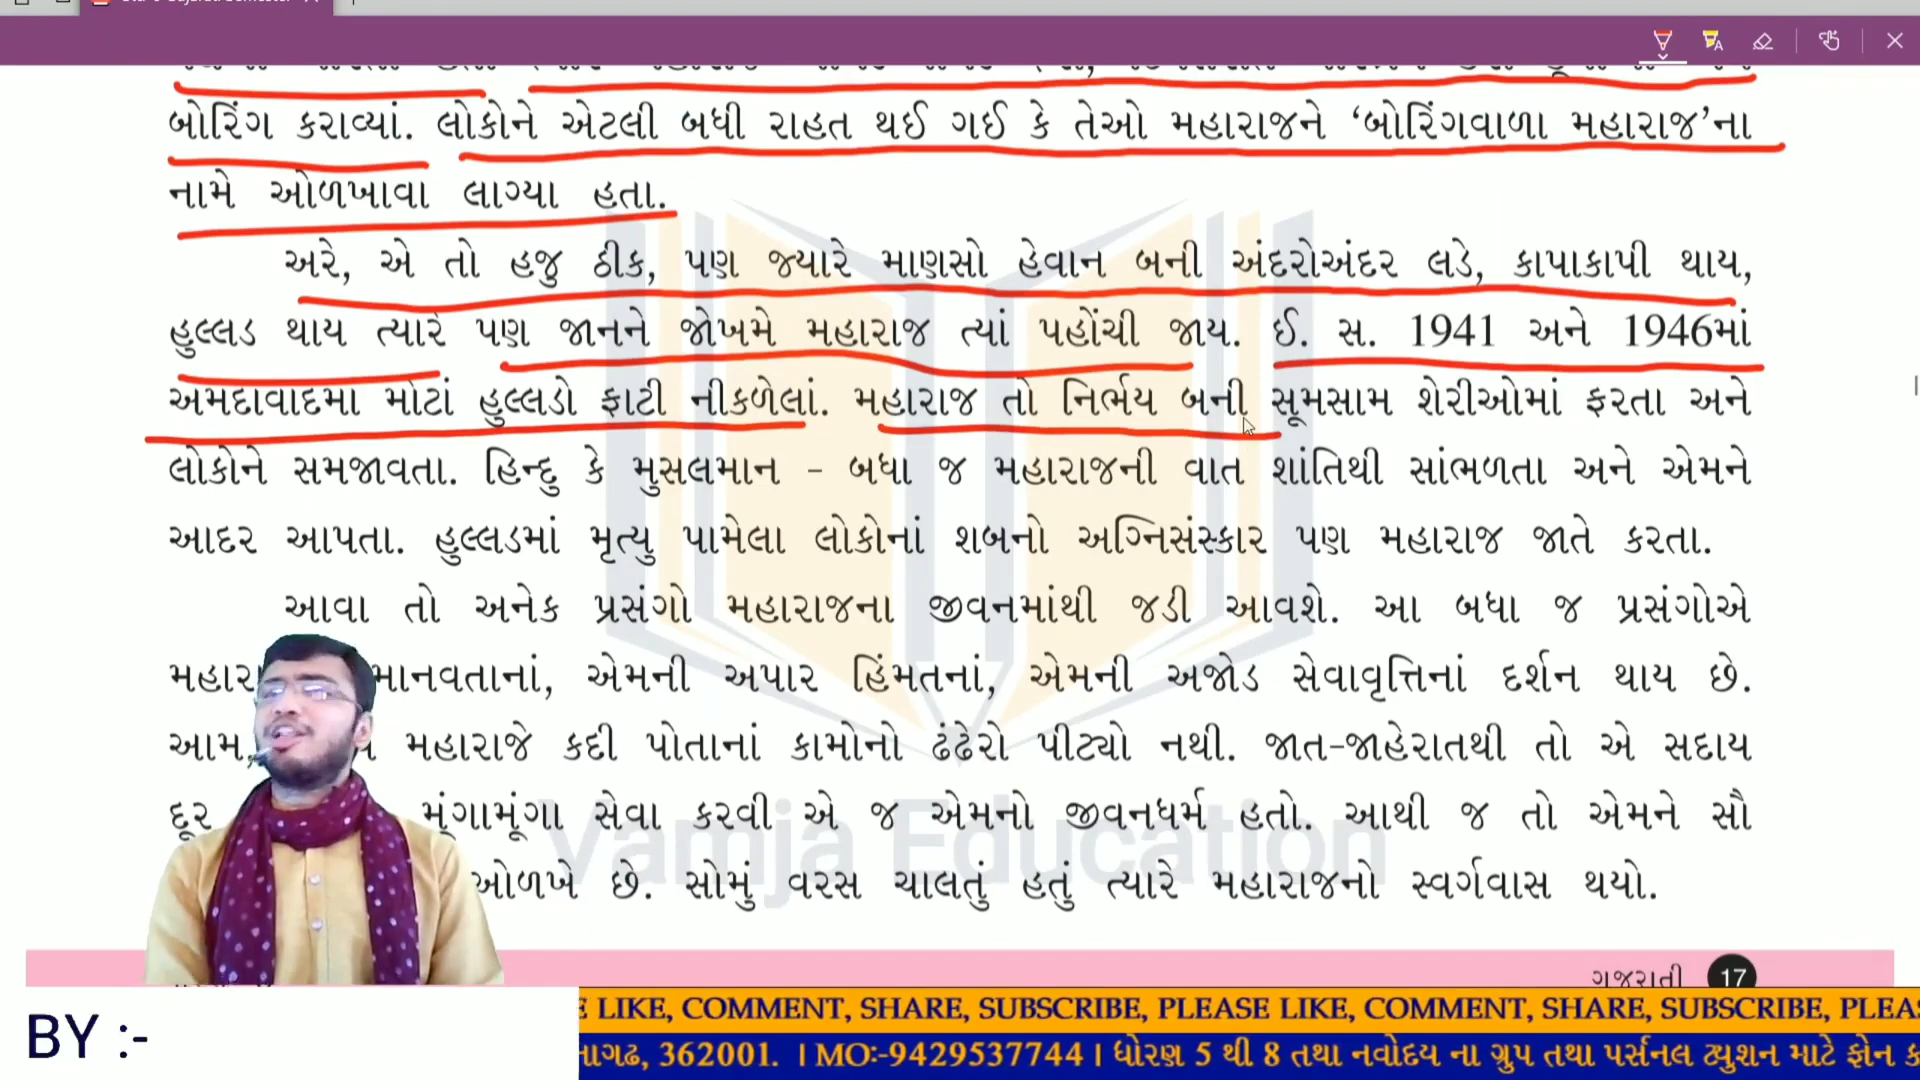 બોરિંગ કરાવ્યાં. લોકોને એટલી બધી રાહત થઈ ગઈ કે તેઓ મહારાજને ‘બોરિંગવાળા મહારાજ’ના
નામે ઓળખાવા લાગ્યા હતા.
અરે, એ તો હજુ ઠીક, પણ જ્યારે માણસો હેવાન બની અંદરોઅંદર લડે, કાપાકાપી થાય,
હુલ્લડ થાય ત્યારે પણ જાનને જોખમે મહારાજ ત્યાં પહોંચી જાય. ઈ. સ. 1941 અને 1946માં
અમદાવાદમા મોટાં હુલ્લડો ફાટી નીકળેલાં. મહારાજ તો નિર્ભય બની સૂમસામ શેરીઓમાં ફરતા અને
લોકોને સમજાવતા. હિન્દુ કે મુસલમાન - બધા જ મહારાજની વાત શાંતિથી સાંભળતા અને એમને
આદર આપતા. હુલ્લડમાં મૃત્યુ પામેલા લોકોનાં શબનો અગ્નિસંસ્કાર પણ મહારાજ જાતે કરતા.
આવા તો અનેક પ્રસંગો મહારાજના જીવનમાંથી જડી આવશે. આ બધા જ પ્રસંગોએ
માનવતાનાં, એમની અપાર હિંમતનાં, એમની અજોડ સેવાવૃત્તિનાં દર્શન થાય છે.
આમ, મહારાજે કદી પોતાનાં કામોનો ઢંઢેરો પીટ્યો નથી. જાત-જાહેરાતથી તો એ સદાય
દૂર મૂંગામૂંગા સેવા કરવી એ જ એમનો જીવનધર્મ હતો. આથી જ તો એમને સૌ
ઓળખે છે. સોમું વરસ ચાલતું હતું ત્યારે મહારાજનો સ્વર્ગવાસ થયો.
Vamja Education
ગજરાતી 17
BY :-
LIKE, COMMENT, SHARE, SUBSCRIBE, PLEASE LIKE, COMMENT, SHARE, SUBSCRIBE, PLEA
362001. | MO:-9429537744 | ધોરણ 5 થી 8 તથા નવોદય ના ગ્રુપ તથા પર્સનલ ટ્યુશન માટે ફોન